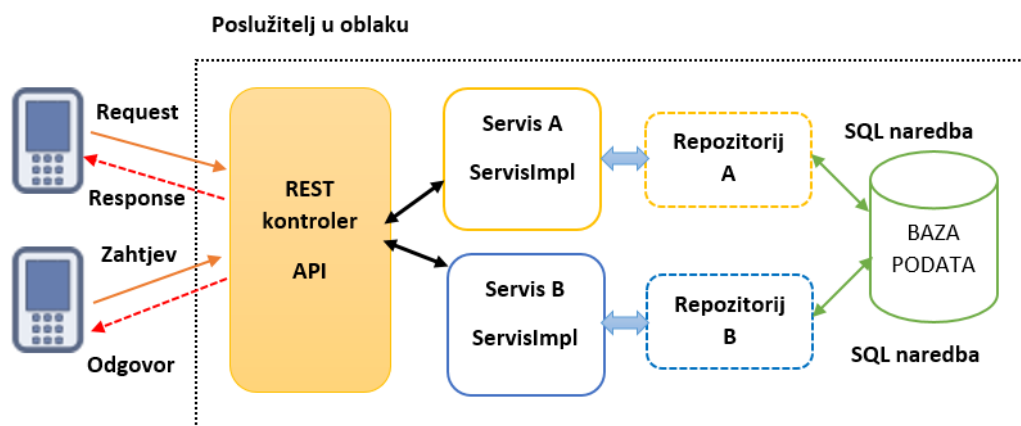 Poslužitelj u oblaku
Request
Response
Zahtjev
Odgovor
REST
kontroler
API
Servis A
ServisImpl
Servis B
ServisImpl
Repozitorij
A
Repozitorij
B
SQL naredba
BAZA
PODATA
SQL naredba